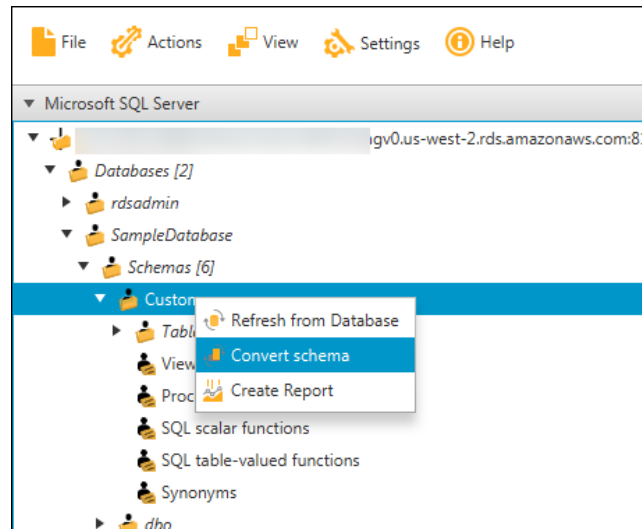 File Actions View Settings Help
Microsoft SQL Server
gv0.us-west-2.rds.amazonaws.com:8
Databases [2]
rdsadmin
SampleDatabase
Schemas [6]
Custom
Refresh from Database
Tabl
Convert schema
View
Create Report
Proc
SQL scalar functions
SQL table-valued functions
Synonyms
dbo